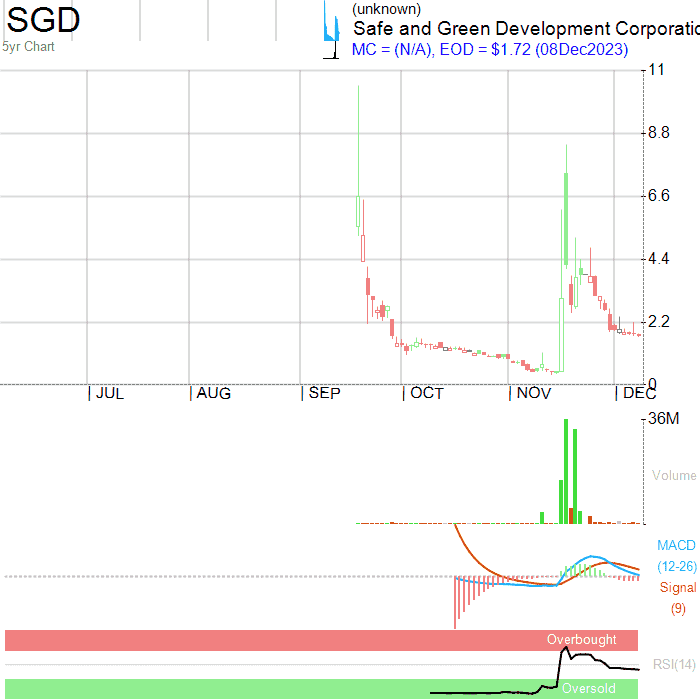 SGD
5yr Chart
(unknown)
Safe and Green Development Corporatio
MC = (N/A), EOD = $1.72 (08Dec2023)
11
8.8
6.6
4.4
2.2
0
JUL AUG SEP OCT NOV DEC
36M
Volume
MACD
(12-26)
Signal
(9)
Overbought
RSI(14)
Oversold